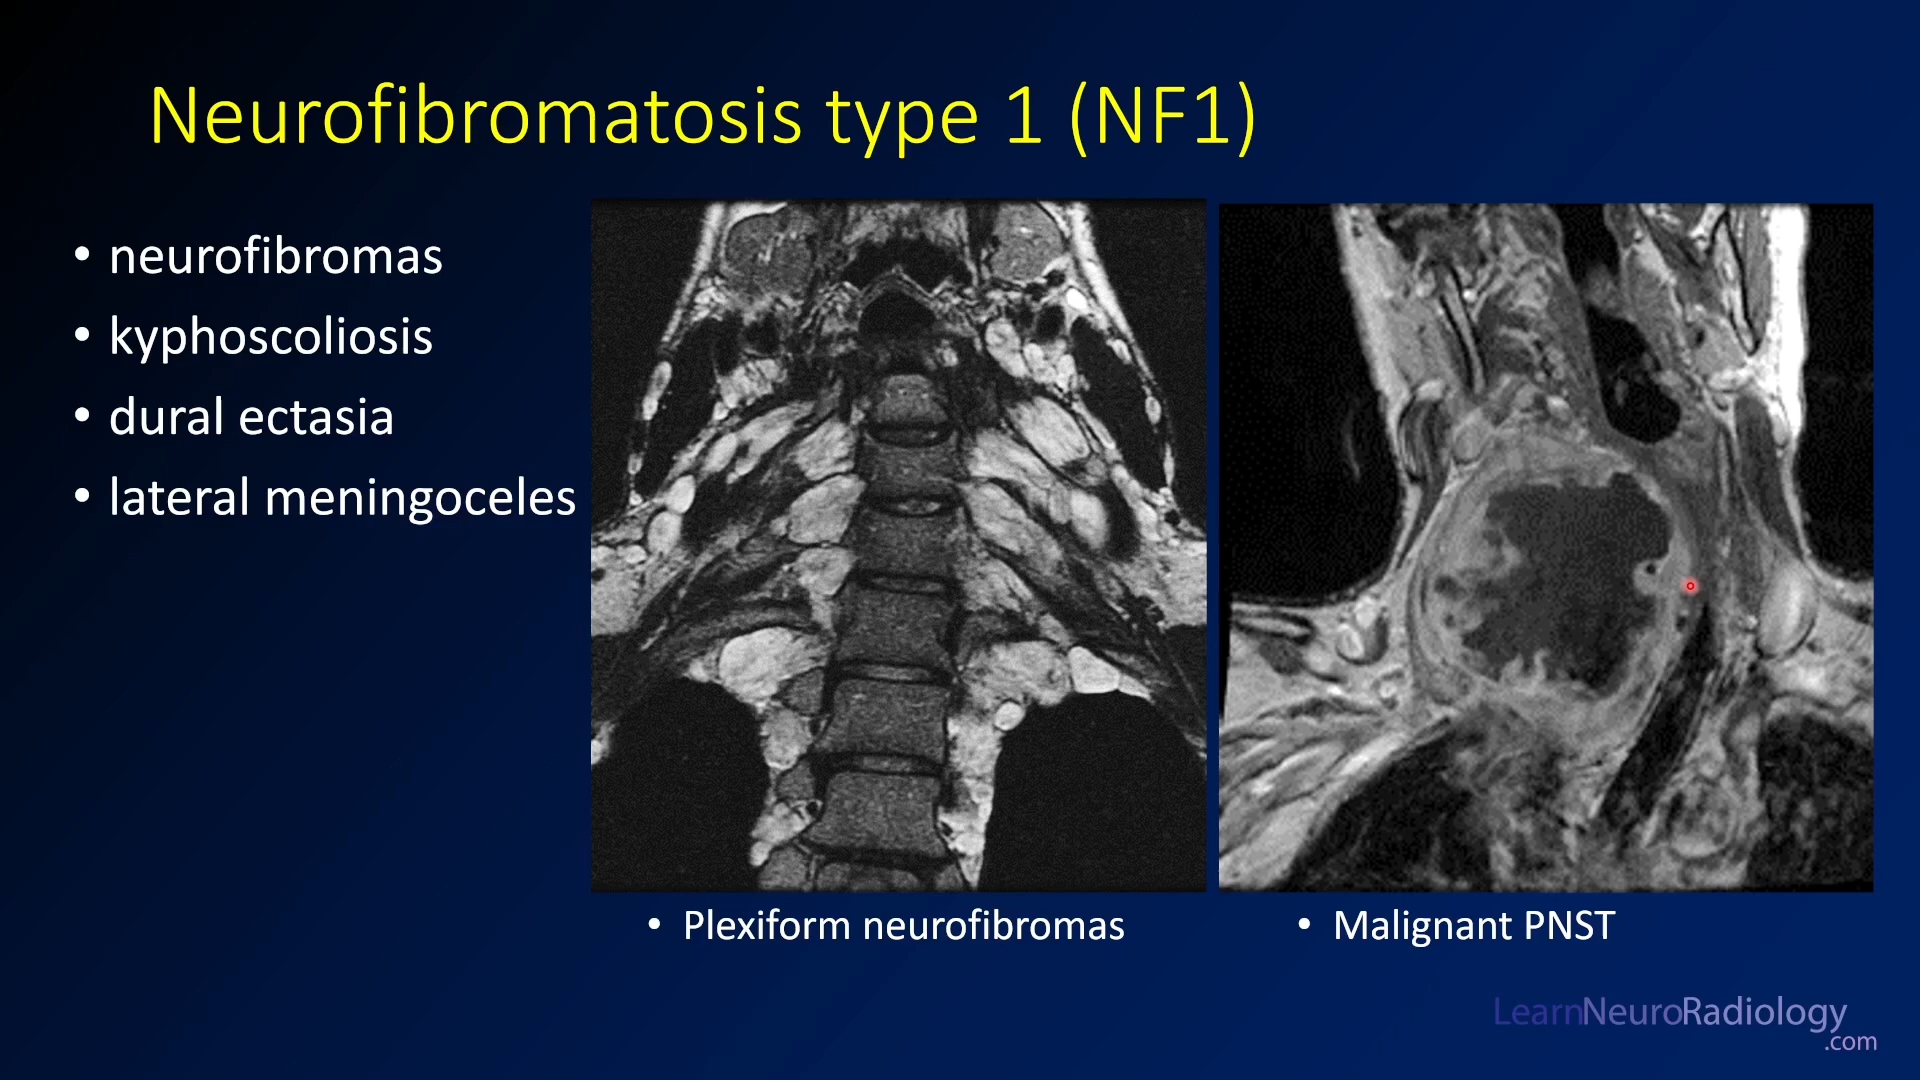 Neurofibromatosis type 1 (NF1)
• neurofibromas
• kyphoscoliosis
• dural ectasia
• lateral meningoceles
• Plexiform neurofibromas
• Malignant PNST
LearnNeuroRadiology
.com